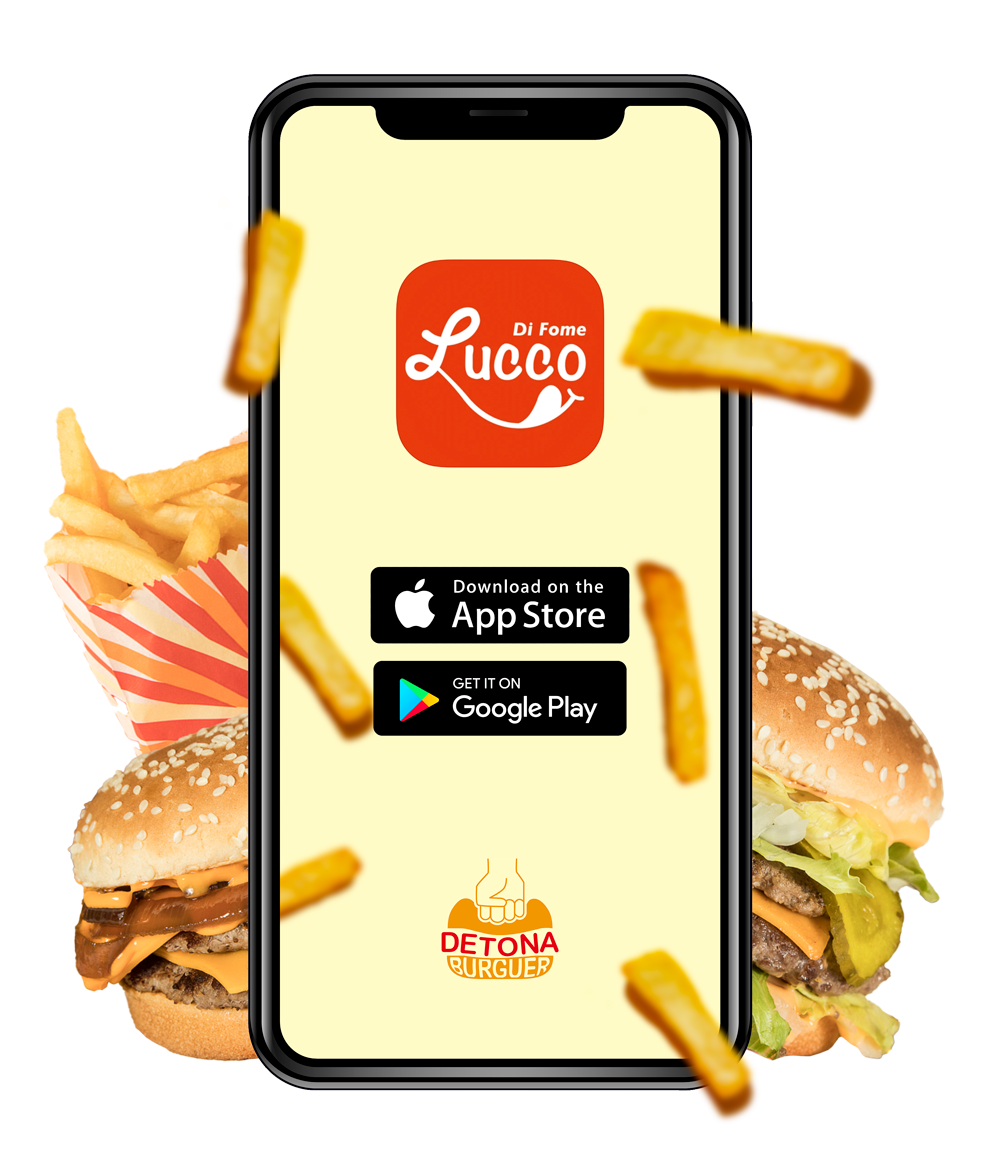 Di Fome
Lucco
Download on the
App Store
GET IT ON
Google Play
DETONA
BURGUER